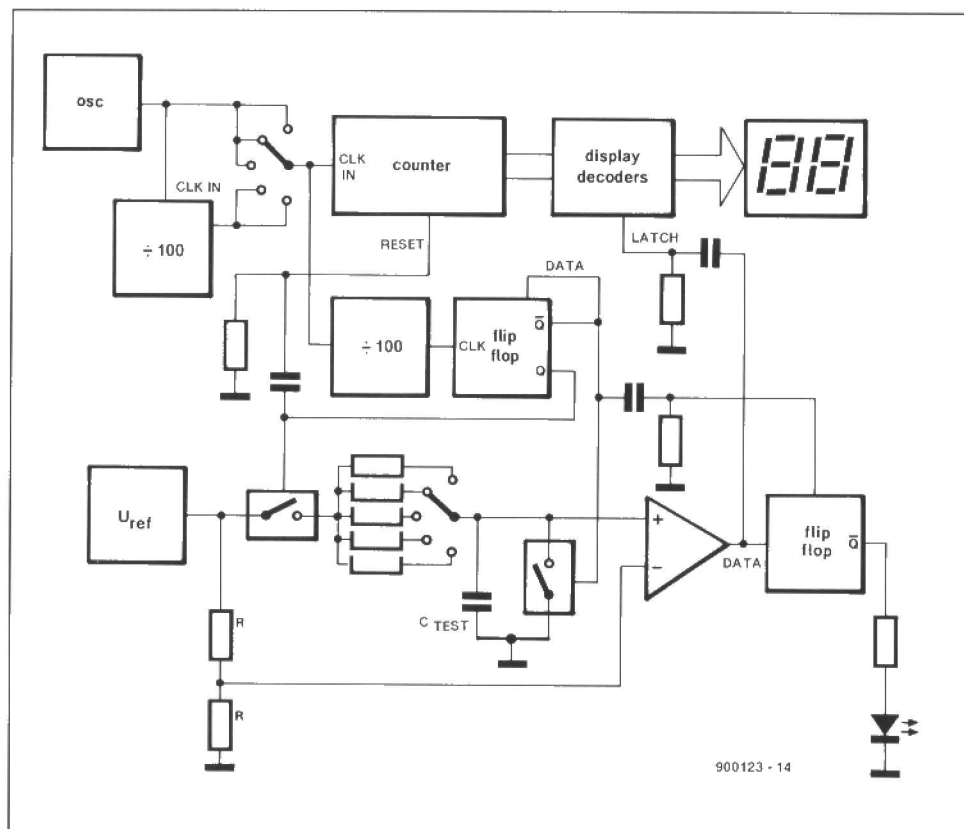 osc
CLK IN
÷ 100
CLK
IN
counter
display
decoders
88
RESET
LATCH
DATA
÷ 100
CLK
flip
flop
Q̅
Q
Uref
R
R
C TEST
+
−
DATA
flip
flop
Q̅
900123 - 14